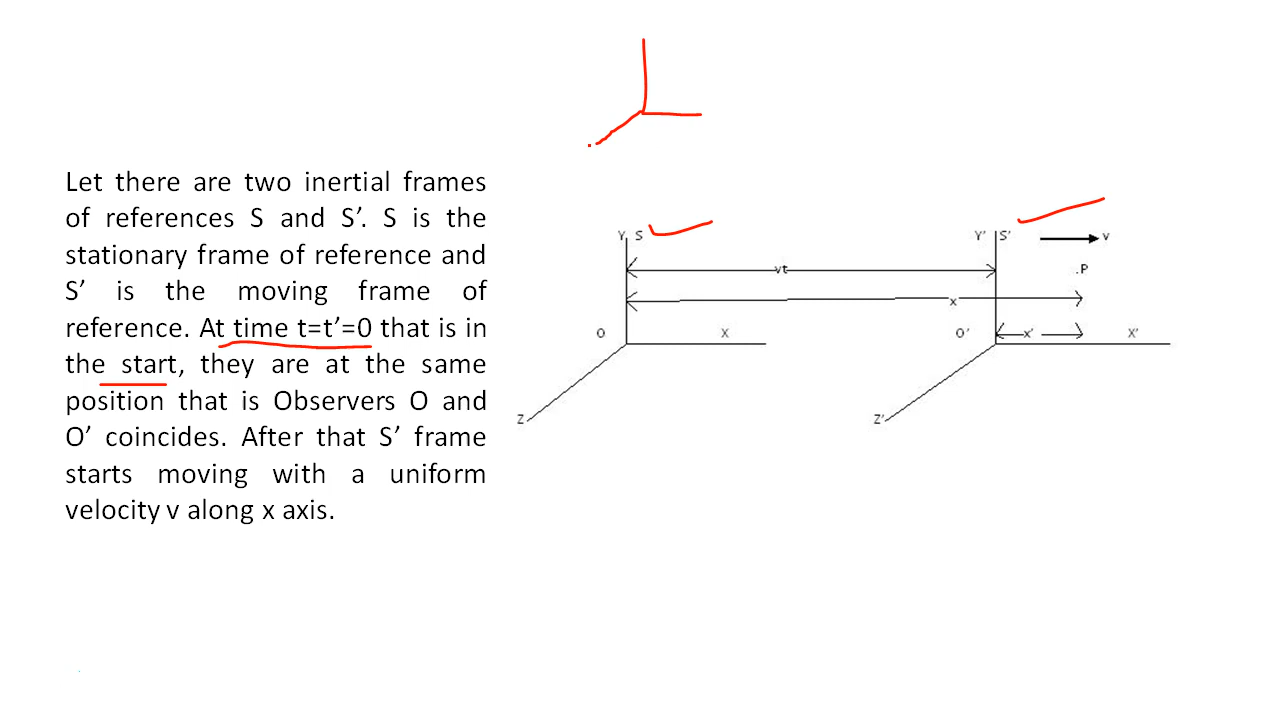 Let there are two inertial frames
of references S and S’. S is the
stationary frame of reference and
S’ is the moving frame of
reference. At time t=t’=0 that is in
the start, they are at the same
position that is Observers O and
O’ coincides. After that S’ frame
starts moving with a uniform
velocity v along x axis.
Y S
Y' S' v
vt .P
x
O X O' x' X'
Z Z'